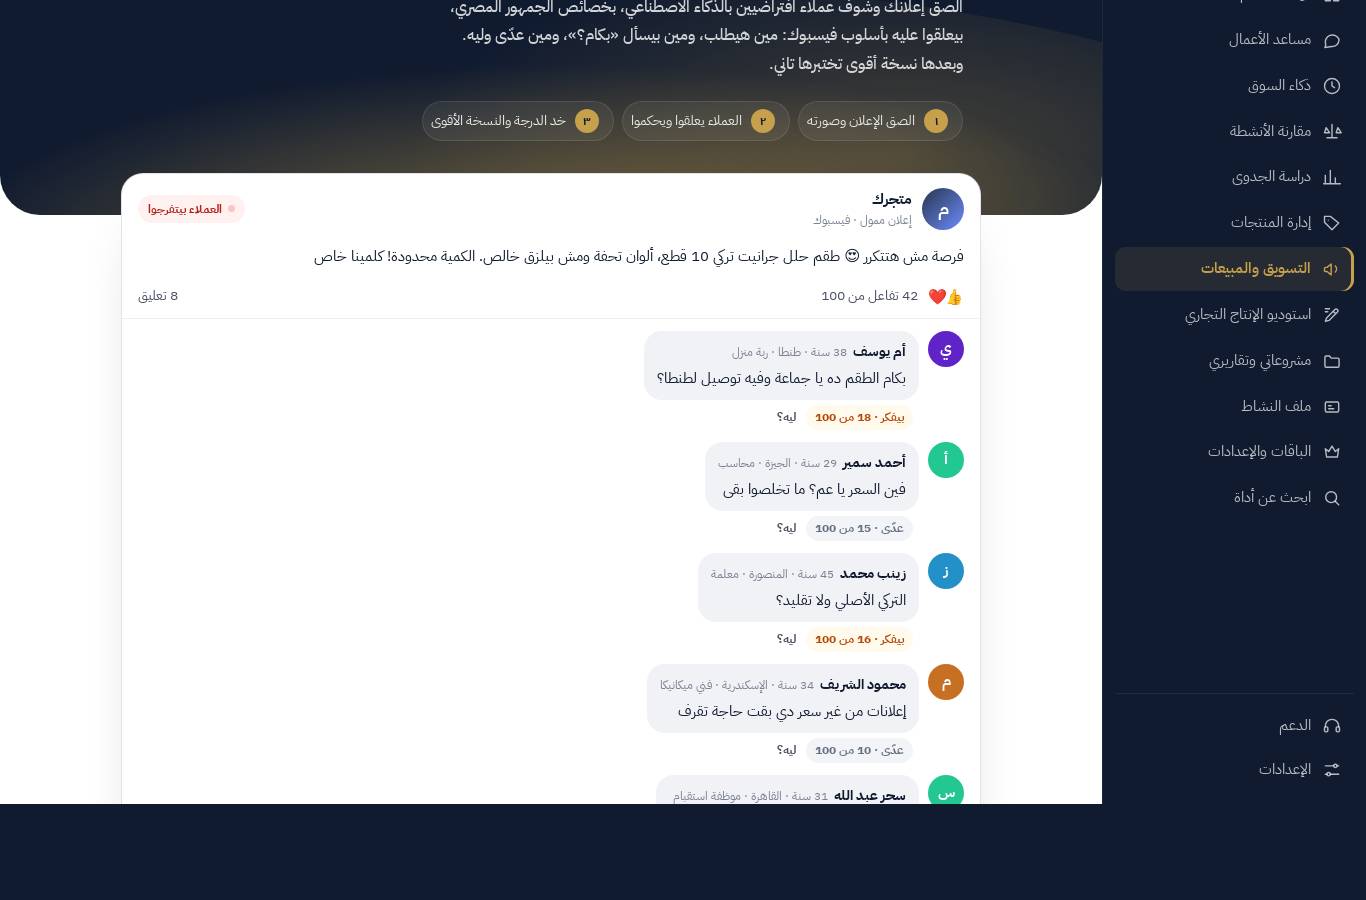 الصق إعلانك وشوف عملاء افتراضيين بالذكاء الاصطناعي، بخصائص الجمهور المصري،
بيعلقوا عليه بأسلوب فيسبوك: مين هيطلب، ومين بيسأل «بكام؟»، ومين عدّى وليه.
وبعدها نسخة أقوى تختبرها تاني.
١ الصق الإعلان وصورته
٢ العملاء يعلقوا ويحكموا
٣ خد الدرجة والنسخة الأقوى
م
متجرك
إعلان ممول · فيسبوك
العملاء بيتفرجوا
فرصة مش هتتكرر 😍 طقم حلل جرانيت تركي 10 قطع، ألوان تحفة ومش بيلزق خالص. الكمية محدودة! كلمينا خاص
👍❤️ 42 تفاعل من 100
8 تعليق
ي
أم يوسف 38 سنة · طنطا · ربة منزل
بكام الطقم ده يا جماعة وفيه توصيل لطنطا؟
بيفكر · 18 من 100 ليه؟
أ
أحمد سمير 29 سنة · الجيزة · محاسب
فين السعر يا عم؟ ما تخلصوا بقى
عدّى · 15 من 100 ليه؟
ز
زينب محمد 45 سنة · المنصورة · معلمة
التركي الأصلي ولا تقليد؟
بيفكر · 16 من 100 ليه؟
م
محمود الشريف 34 سنة · الإسكندرية · فني ميكانيكا
إعلانات من غير سعر دي بقت حاجة تقرف
عدّى · 10 من 100 ليه؟
س
سحر عبد الله 31 سنة · القاهرة · موظفة استقبام
مساعد الأعمال
ذكاء السوق
مقارنة الأنشطة
دراسة الجدوى
إدارة المنتجات
التسويق والمبيعات
استوديو الإنتاج التجاري
مشروعاتي وتقاريري
ملف النشاط
الباقات والإعدادات
ابحث عن أداة
الدعم
الإعدادات